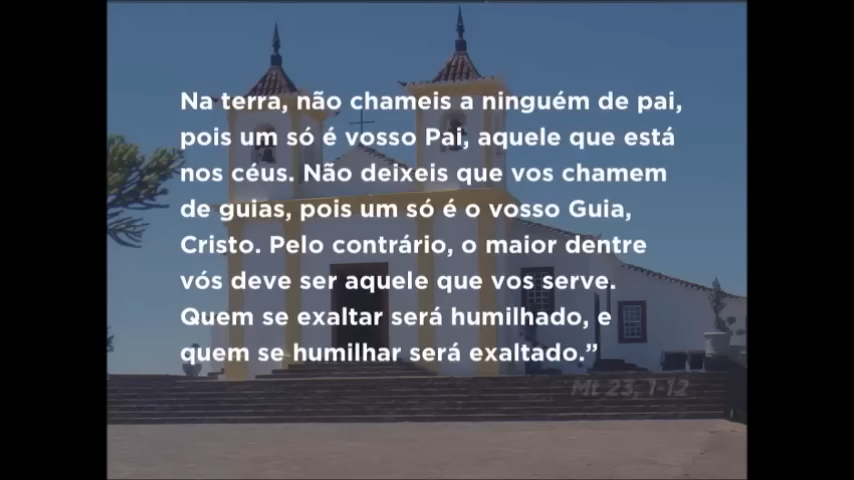 Na terra, não chameis a ninguém de pai,
pois um só é vosso Pai, aquele que está
nos céus. Não deixeis que vos chamem
de guias, pois um só é o vosso Guia,
Cristo. Pelo contrário, o maior dentre
vós deve ser aquele que vos serve.
Quem se exaltar será humilhado, e
quem se humilhar será exaltado.”
Mt 23, 1-12